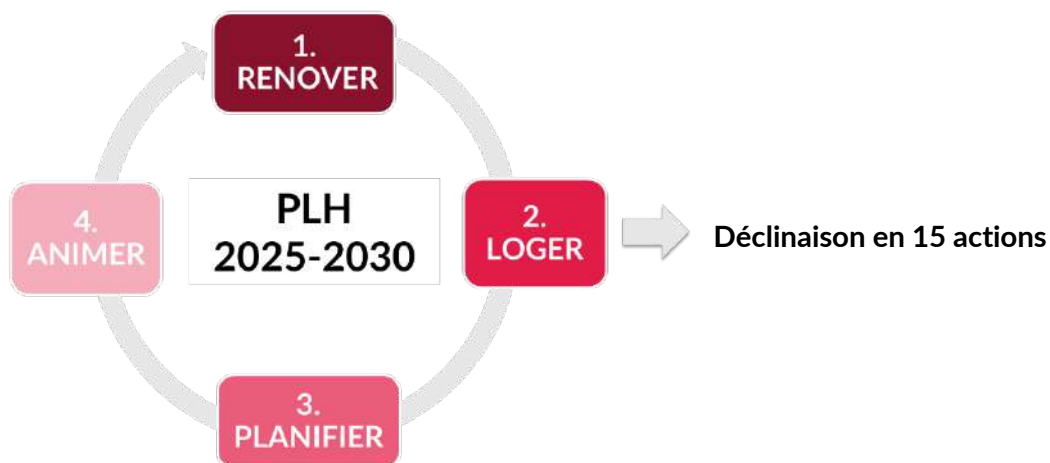 1.
RENOVER
PLH
2025-2030
2.
LOGER
Déclinaison en 15 actions
3.
PLANIFIER
4.
ANIMER